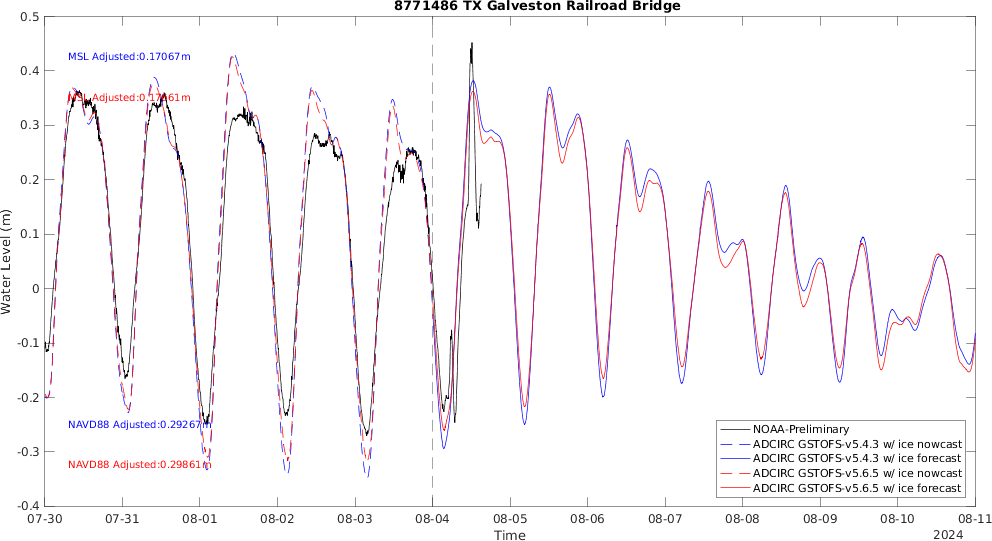 8771486 TX Galveston Railroad Bridge
0.5
0.4
0.3
0.2
0.1
0
-0.1
-0.2
-0.3
-0.4
Water Level (m)
MSL Adjusted:0.17067m
MSL Adjusted:0.17661m
NAVD88 Adjusted:0.29267m
NAVD88 Adjusted:0.29861m
NOAA-Preliminary
ADCIRC GSTOFS-v5.4.3 w/ ice nowcast
ADCIRC GSTOFS-v5.4.3 w/ ice forecast
ADCIRC GSTOFS-v5.6.5 w/ ice nowcast
ADCIRC GSTOFS-v5.6.5 w/ ice forecast
07-30 07-31 08-01 08-02 08-03 08-04 08-05 08-06 08-07 08-08 08-09 08-10 08-11
Time
2024